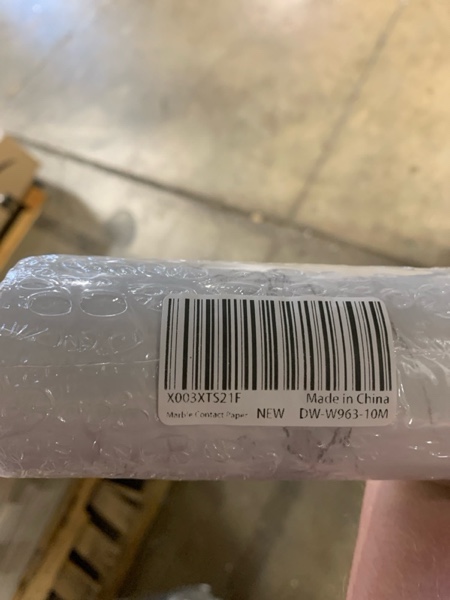 X003XTS21F Made in China
Marble Contact Paper NEW DW-W963-10M